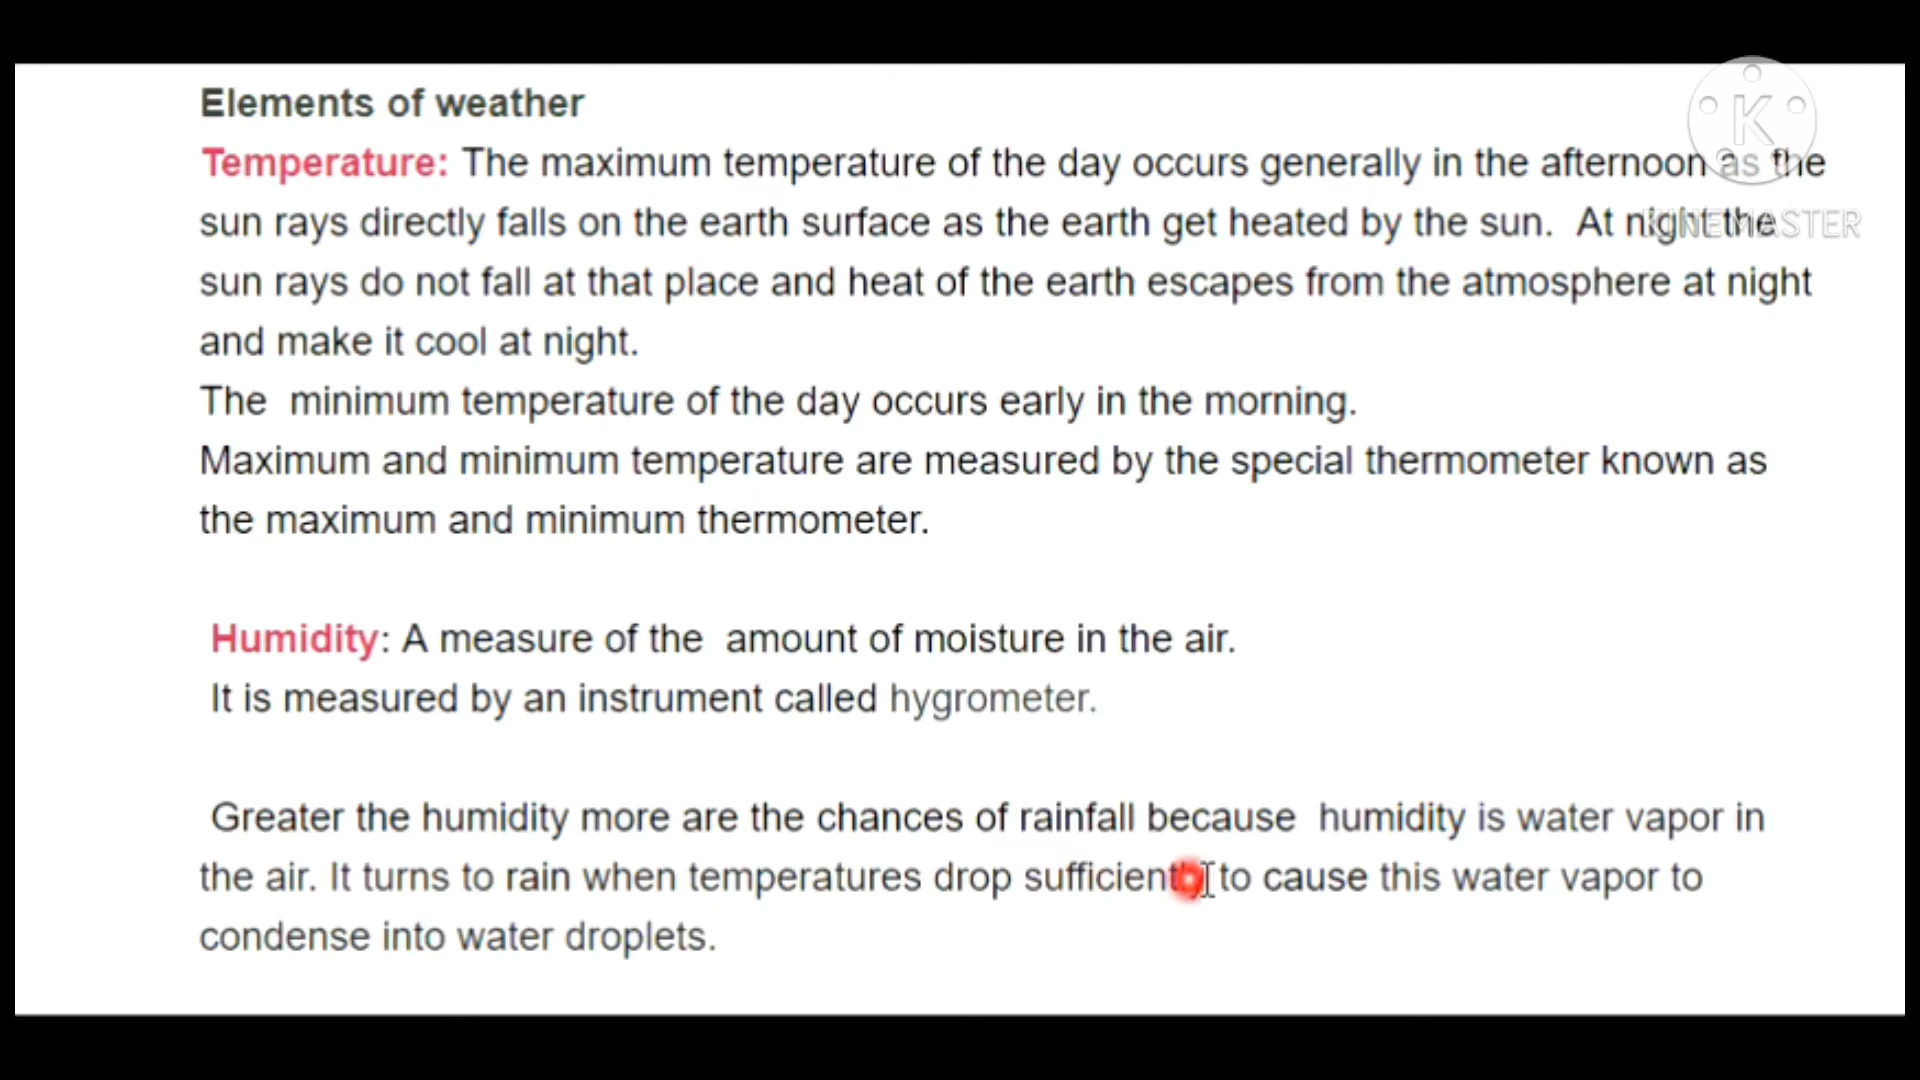 Elements of weather
Temperature: The maximum temperature of the day occurs generally in the afternoon as the
sun rays directly falls on the earth surface as the earth get heated by the sun.  At night the
sun rays do not fall at that place and heat of the earth escapes from the atmosphere at night
and make it cool at night.
The  minimum temperature of the day occurs early in the morning.
Maximum and minimum temperature are measured by the special thermometer known as
the maximum and minimum thermometer.
Humidity: A measure of the  amount of moisture in the air.
It is measured by an instrument called hygrometer.
Greater the humidity more are the chances of rainfall because  humidity is water vapor in
the air. It turns to rain when temperatures drop sufficiently to cause this water vapor to
condense into water droplets.
K
KINEMASTER